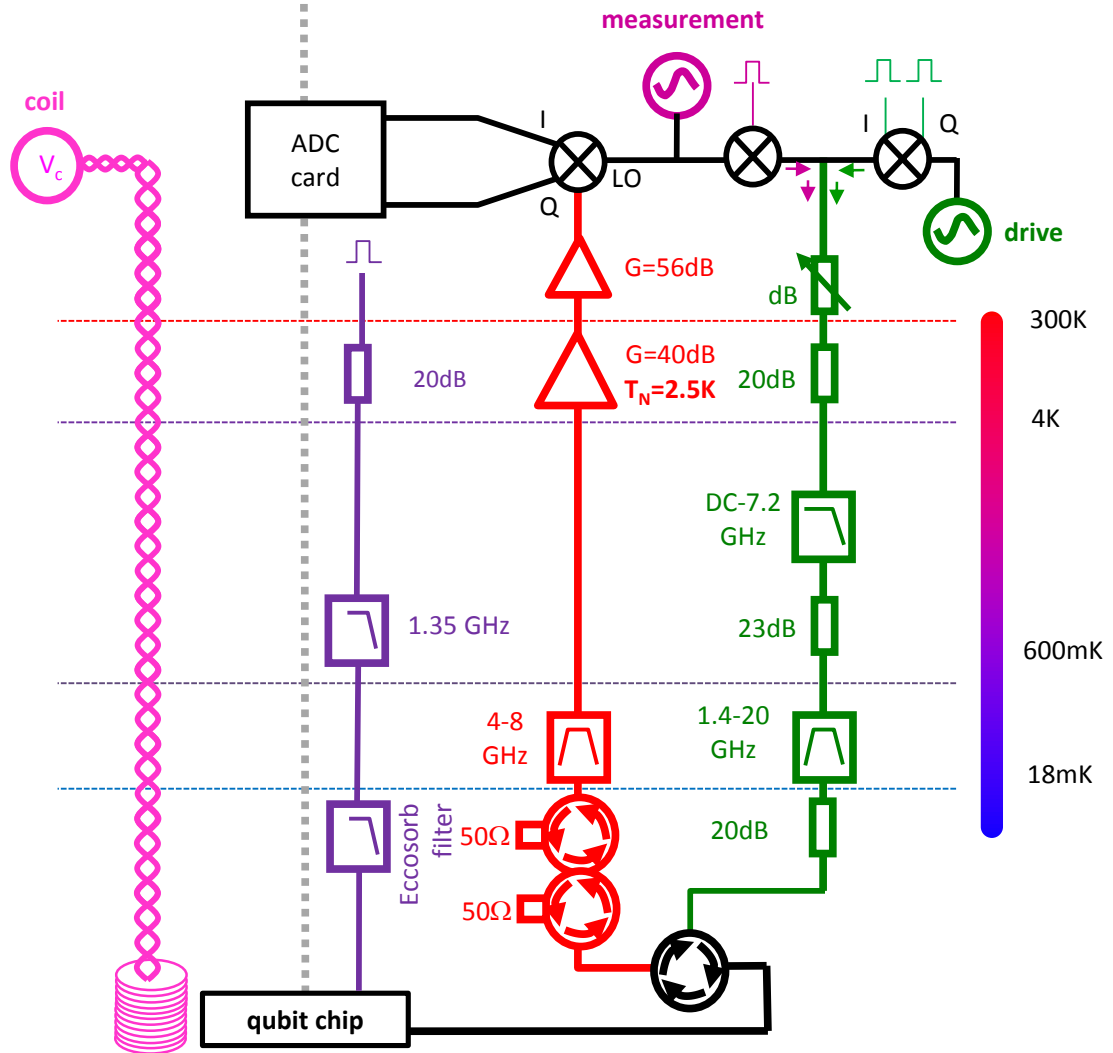 measurement
coil
V_c
ADC
card
I
Q
LO
I
Q
drive
G=56dB
dB
300K
20dB
G=40dB
T_N=2.5K
20dB
4K
DC-7.2
GHz
1.35 GHz
23dB
600mK
4-8
GHz
1.4-20
GHz
18mK
Eccosorb
filter
50Ω
20dB
50Ω
qubit chip